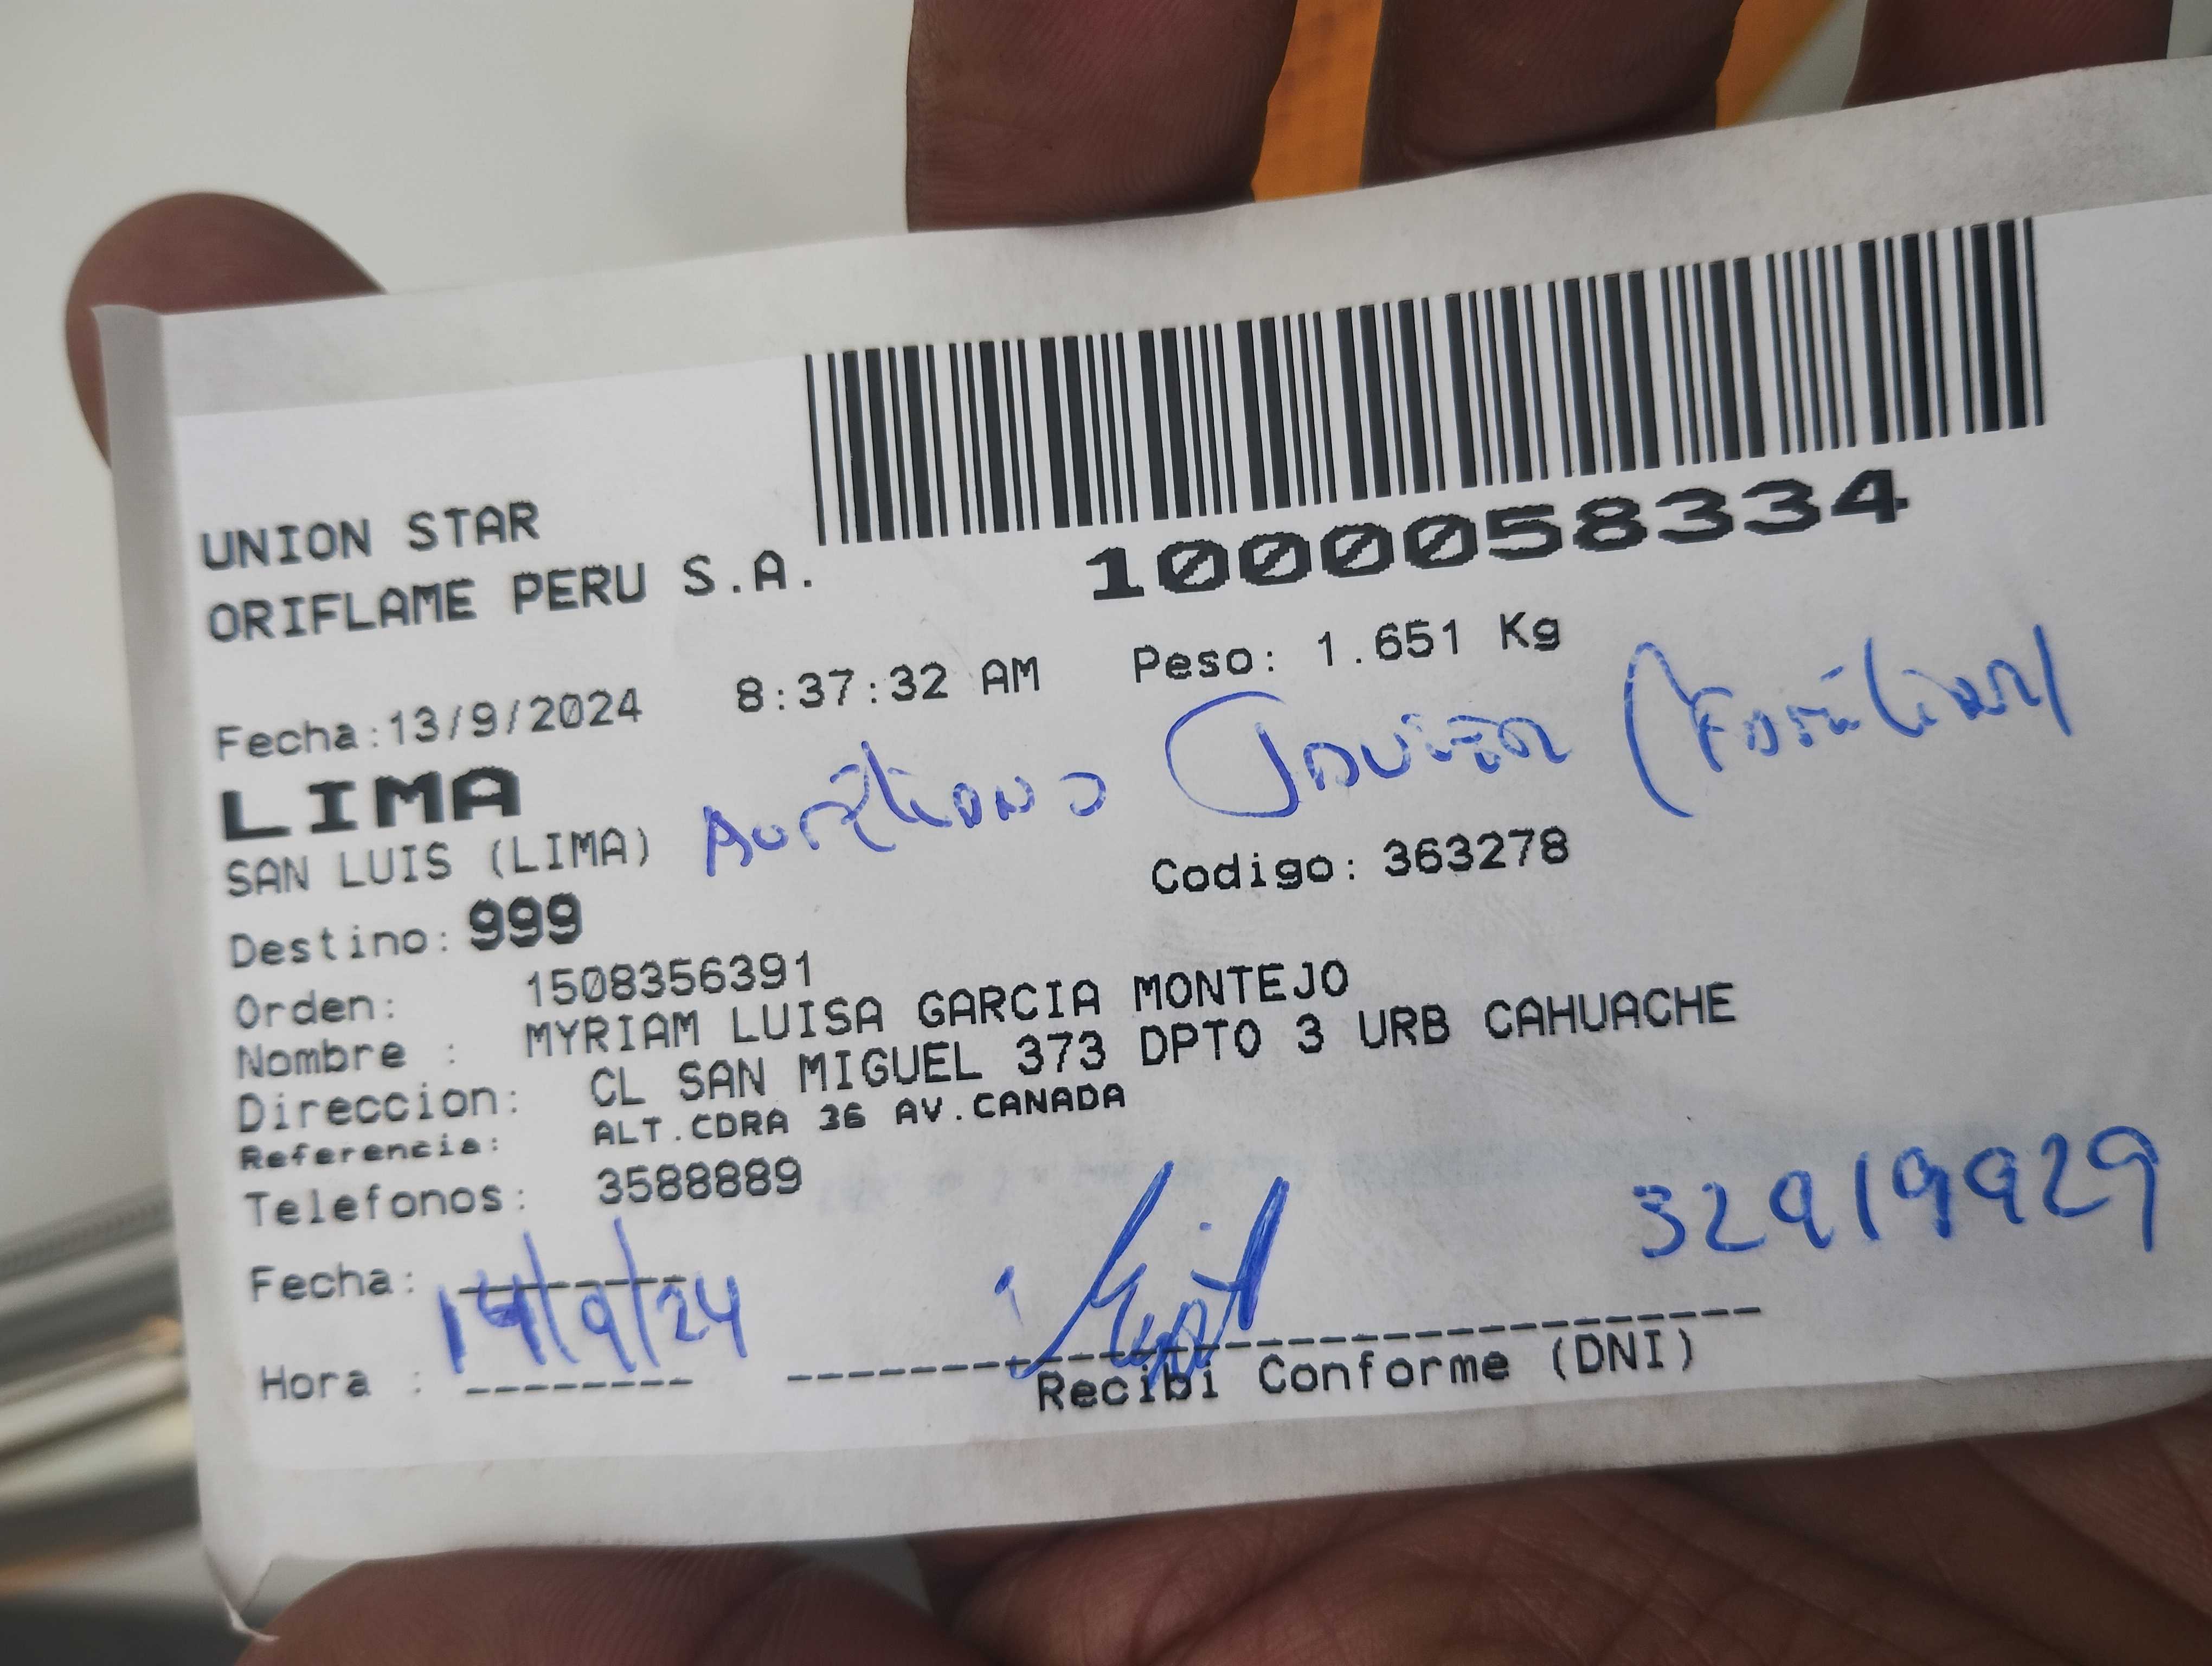 UNION STAR
ORIFLAME PERU S.A.
1000058334
Fecha:13/9/2024 8:37:32 AM Peso: 1.651 Kg
LIMA
SAN LUIS (LIMA) Aureliano Javier (Familiar)
Destino: 999 Codigo: 363278
Orden: 1508356391
Nombre : MYRIAM LUISA GARCIA MONTEJO
Direccion: CL SAN MIGUEL 373 DPTO 3 URB CAHUACHE
Referencia: ALT.CDRA 36 AV.CANADA
Telefonos: 3588889
Fecha: 14/9/24 32919929
Hora :
Recibi Conforme (DNI)